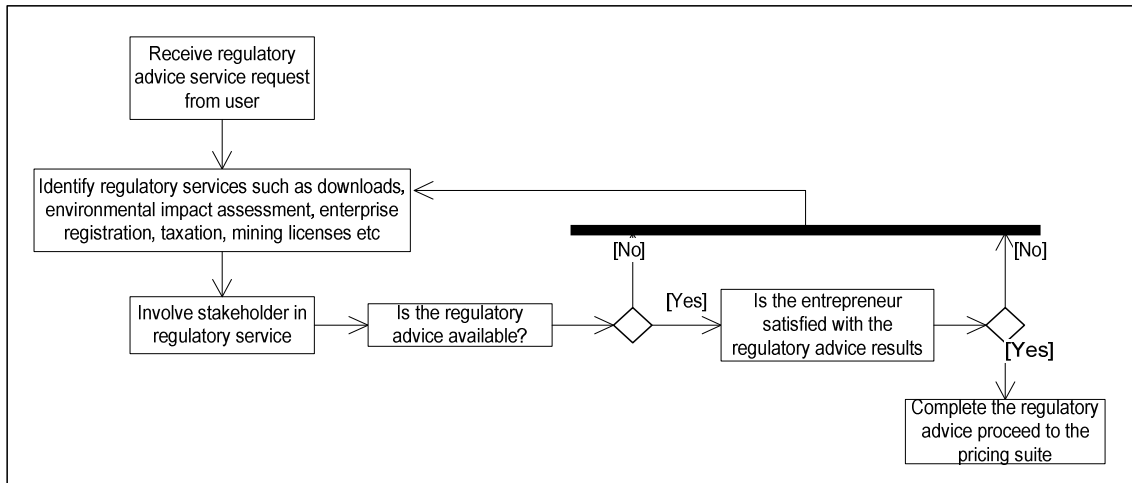 Receive regulatory
advice service request
from user
Identify regulatory services such as downloads,
environmental impact assessment, enterprise
registration, taxation, mining licenses etc
Involve stakeholder in
regulatory service
Is the regulatory
advice available?
[No]
[Yes]
Is the entrepreneur
satisfied with the
regulatory advice results
[No]
[Yes]
Complete the regulatory
advice proceed to the
pricing suite